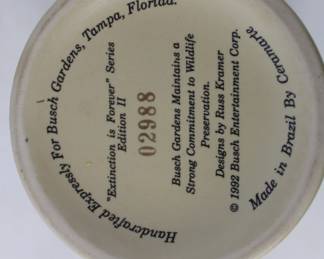 Handcrafted Expressly For Busch Gardens, Tampa, Florida.
"Extinction is Forever" Series
Edition II
02988
Busch Gardens Maintains a
Strong Commitment to Wildlife
Preservation.
Designs by Russ Kramer
© 1992 Busch Entertainment Corp.
Made in Brazil By Ceramarte